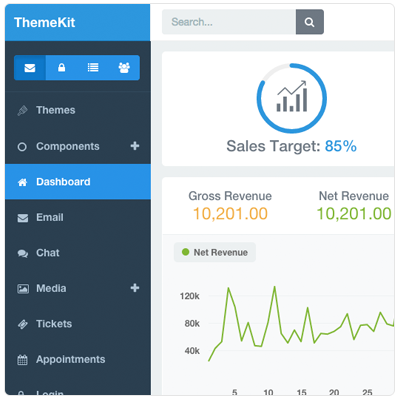 ThemeKit
Search...
Themes
Components
Dashboard
Email
Chat
Media
Tickets
Appointments
Login
Sales Target: 85%
Gross Revenue Net Revenue
10,201.00 10,201.00
Net Revenue
120k
80k
40k
5 10 15 20 25